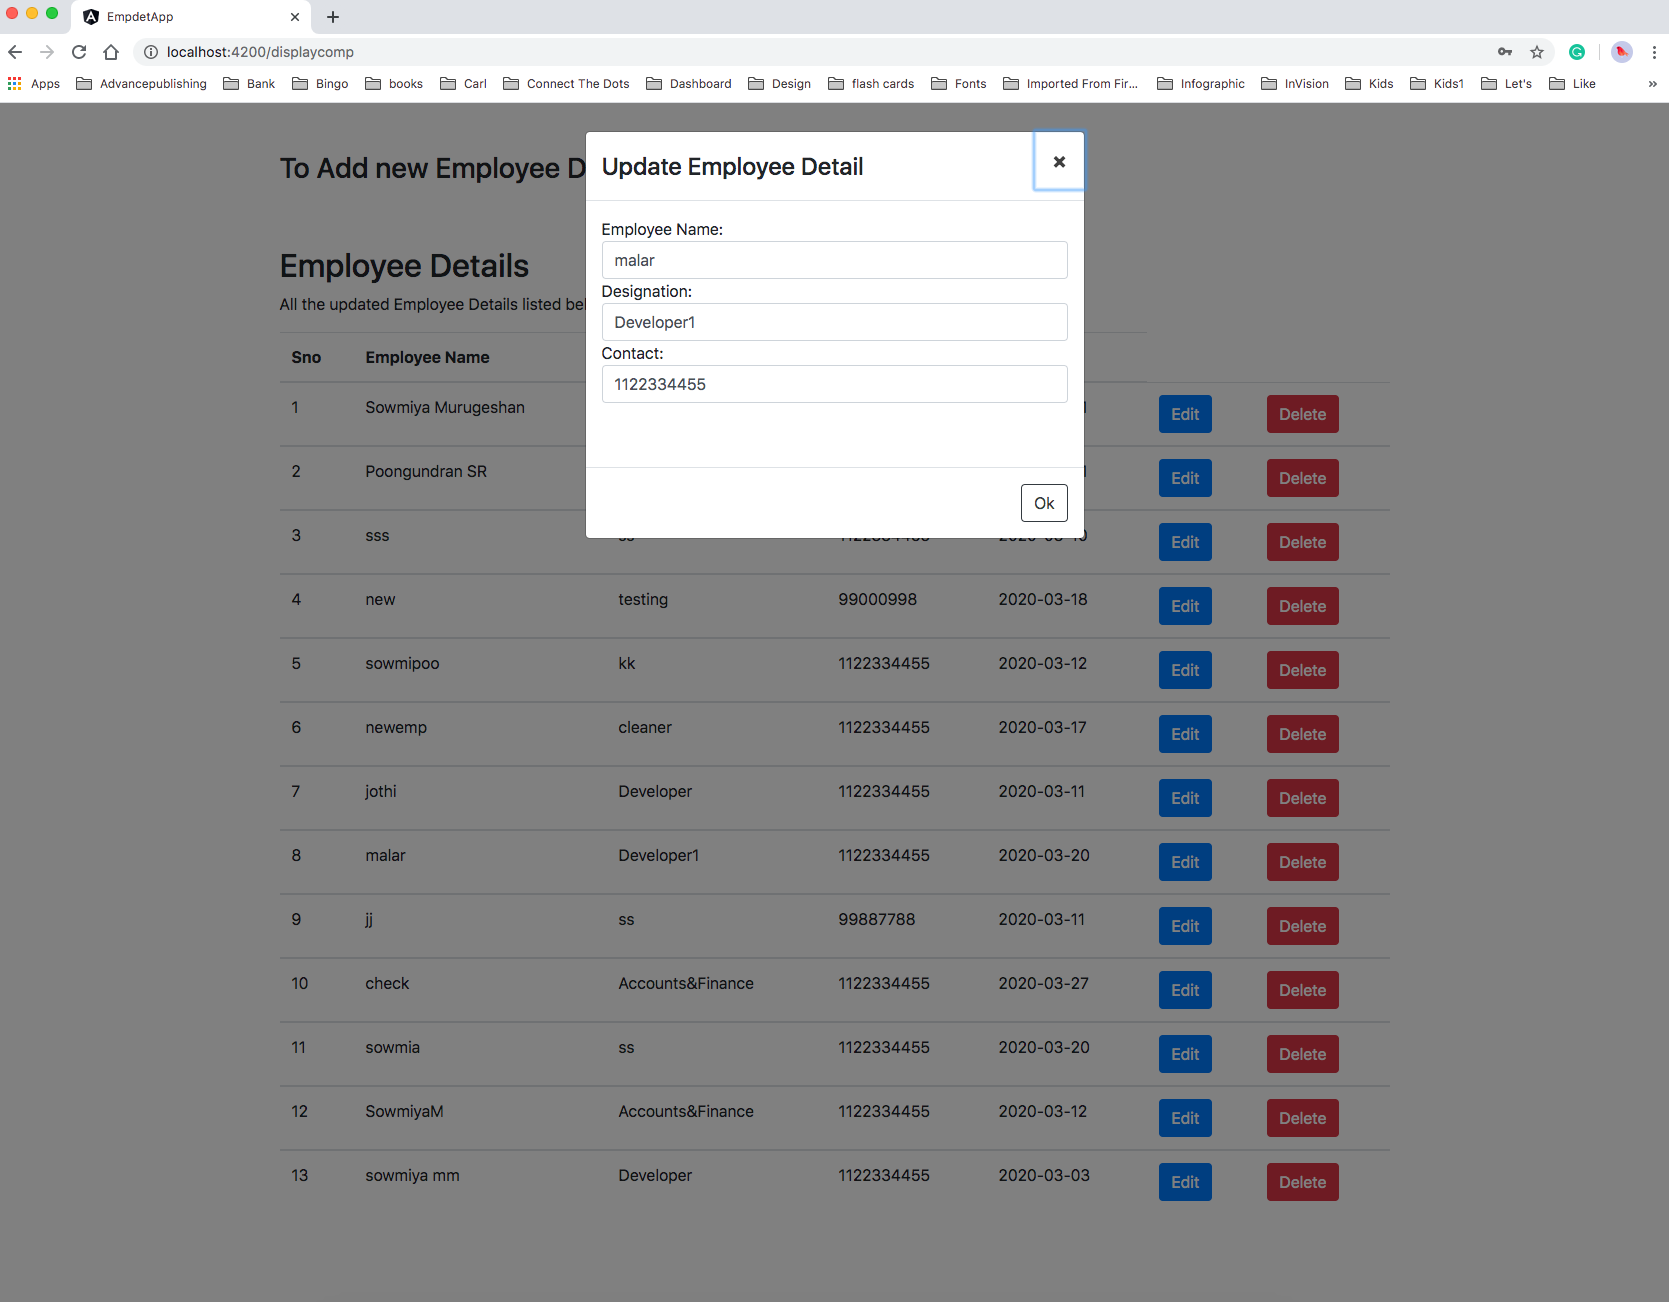 EmpdetApp
localhost:4200/displaycomp
Apps Advancepublishing Bank Bingo books Carl Connect The Dots Dashboard Design flash cards Fonts Imported From Fir... Infographic InVision Kids Kids1 Let's Like »
To Add new Employee D
Update Employee Detail ×
Employee Name:
malar
Designation:
Developer1
Contact:
1122334455
Ok
Employee Details
All the updated Employee Details listed bel
Sno Employee Name
1 Sowmiya Murugeshan Edit Delete
2 Poongundran SR Edit Delete
3 sss Edit Delete
4 new testing 99000998 2020-03-18 Edit Delete
5 sowmipoo kk 1122334455 2020-03-12 Edit Delete
6 newemp cleaner 1122334455 2020-03-17 Edit Delete
7 jothi Developer 1122334455 2020-03-11 Edit Delete
8 malar Developer1 1122334455 2020-03-20 Edit Delete
9 jj ss 99887788 2020-03-11 Edit Delete
10 check Accounts&Finance 1122334455 2020-03-27 Edit Delete
11 sowmia ss 1122334455 2020-03-20 Edit Delete
12 SowmiyaM Accounts&Finance 1122334455 2020-03-12 Edit Delete
13 sowmiya mm Developer 1122334455 2020-03-03 Edit Delete